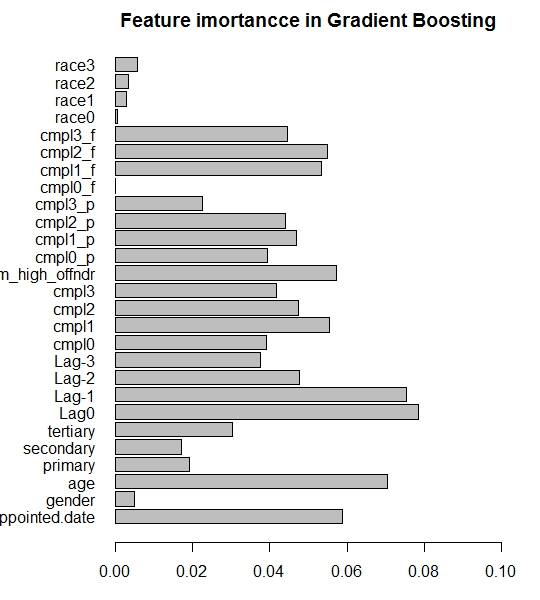 Feature imortancce in Gradient Boosting
race3
race2
race1
race0
cmpl3_f
cmpl2_f
cmpl1_f
cmpl0_f
cmpl3_p
cmpl2_p
cmpl1_p
cmpl0_p
m_high_offndr
cmpl3
cmpl2
cmpl1
cmpl0
Lag-3
Lag-2
Lag-1
Lag0
tertiary
secondary
primary
age
gender
ppointed.date
0.00 0.02 0.04 0.06 0.08 0.10